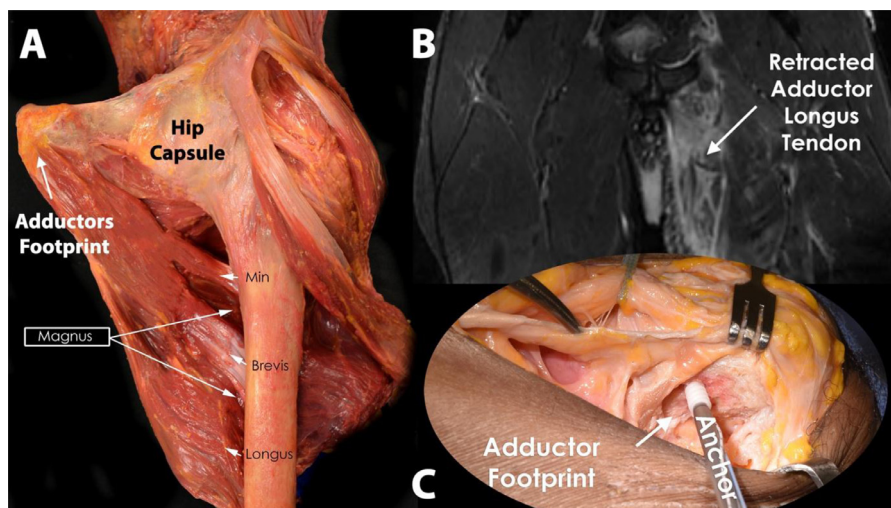 A
Hip
Capsule
Adductors
Footprint
Min
Magnus
Brevis
Longus
B
Retracted
Adductor
Longus
Tendon
Adductor
Footprint
Anchor
C